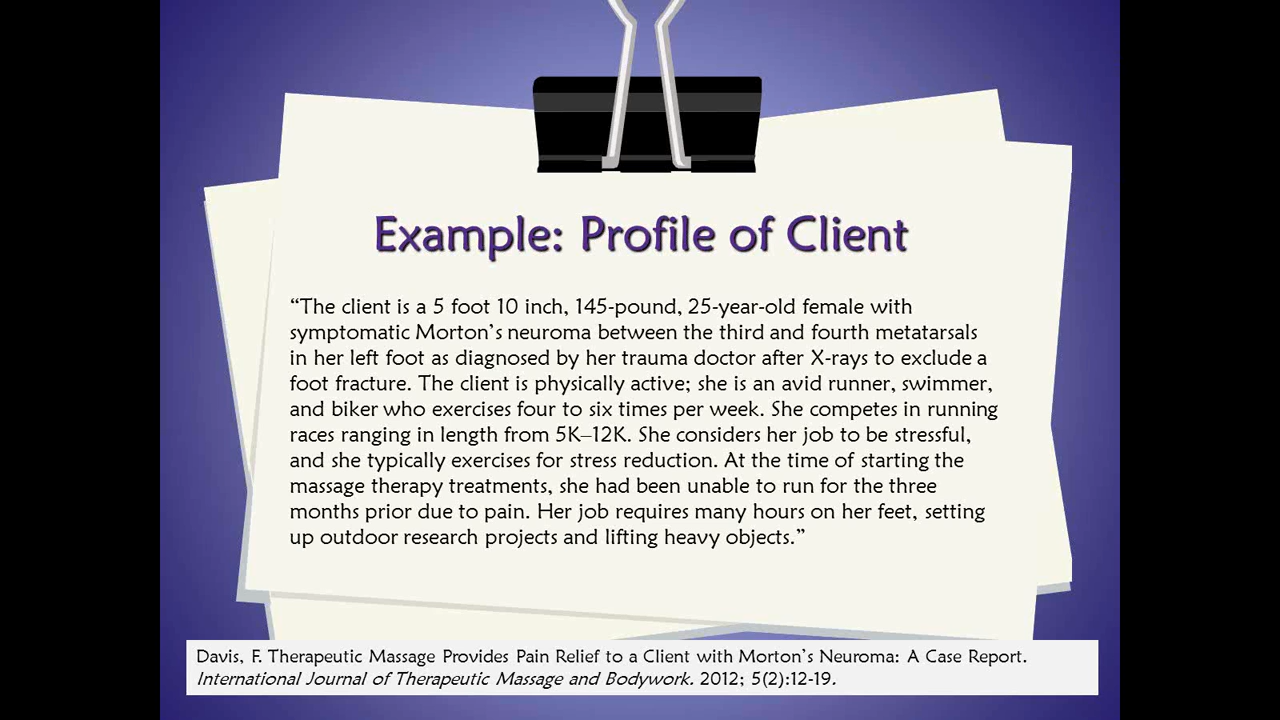 Example: Profile of Client
“The client is a 5 foot 10 inch, 145-pound, 25-year-old female with
symptomatic Morton’s neuroma between the third and fourth metatarsals
in her left foot as diagnosed by her trauma doctor after X-rays to exclude a
foot fracture. The client is physically active; she is an avid runner, swimmer,
and biker who exercises four to six times per week. She competes in running
races ranging in length from 5K–12K. She considers her job to be stressful,
and she typically exercises for stress reduction. At the time of starting the
massage therapy treatments, she had been unable to run for the three
months prior due to pain. Her job requires many hours on her feet, setting
up outdoor research projects and lifting heavy objects.”
Davis, F. Therapeutic Massage Provides Pain Relief to a Client with Morton’s Neuroma: A Case Report.
International Journal of Therapeutic Massage and Bodywork. 2012; 5(2):12-19.